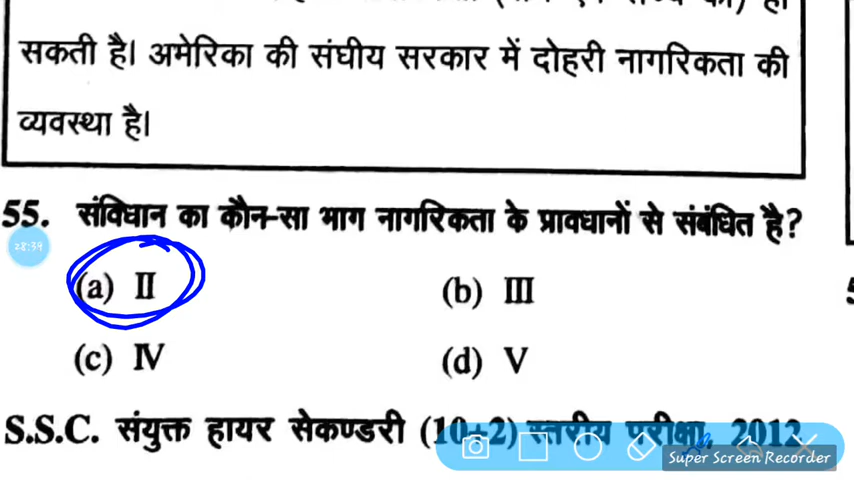 सकती है। अमेरिका की संघीय सरकार में दोहरी नागरिकता की
व्यवस्था है।
55. संविधान का कौन-सा भाग नागरिकता के प्रावधानों से संबंधित है?
28:39
(a) II
(b) III
(c) IV
(d) V
S.S.C. संयुक्त हायर सेकण्डरी (10+2) स्तरीय परीक्षा, 2012
Super Screen Recorder